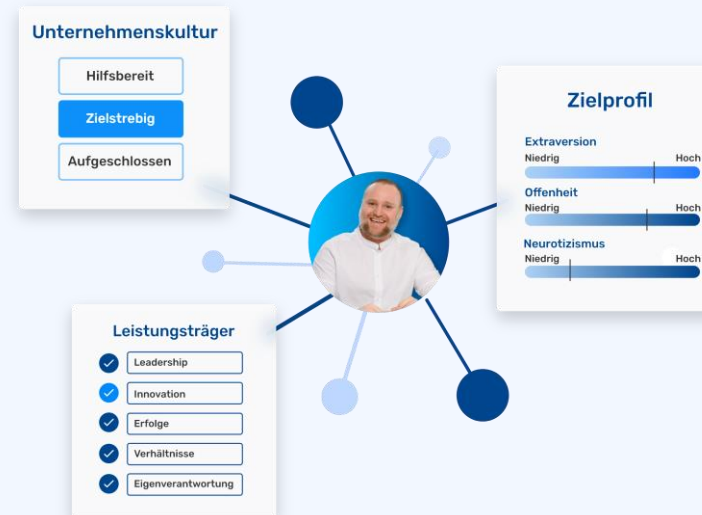 Unternehmenskultur
Hilfsbereit
Zielstrebig
Aufgeschlossen
Zielprofil
Extraversion
Niedrig Hoch
Offenheit
Niedrig Hoch
Neurotizismus
Niedrig Hoch
Leistungsträger
Leadership
Innovation
Erfolge
Verhältnisse
Eigenverantwortung